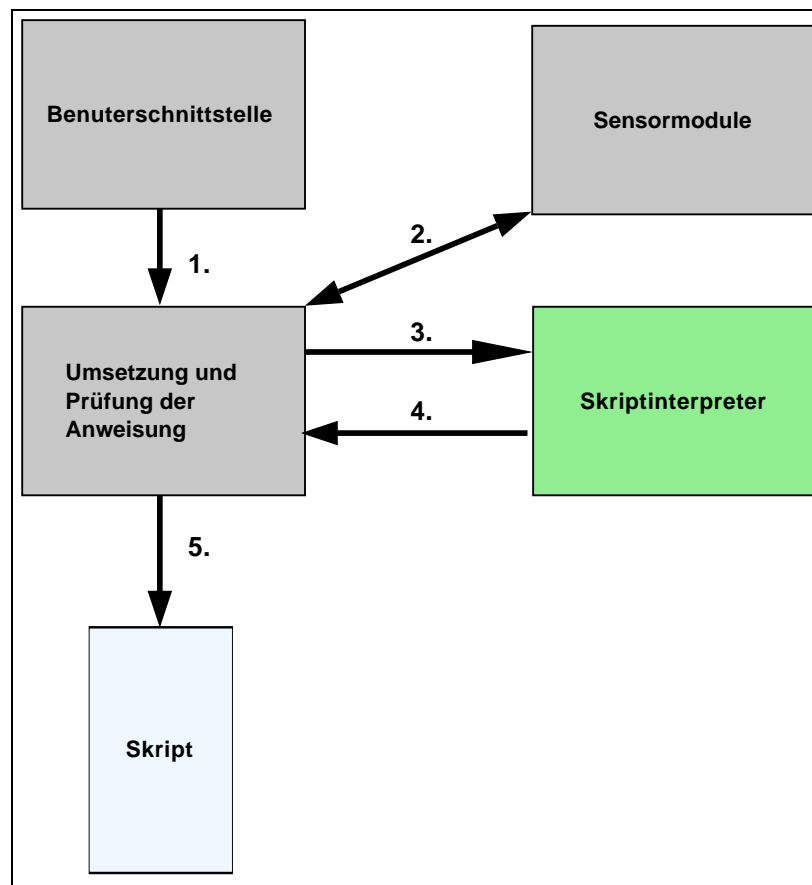 Benuterschnittstelle
Sensormodule
1.
2.
Umsetzung und
Prüfung der
Anweisung
3.
4.
Skriptinterpreter
5.
Skript